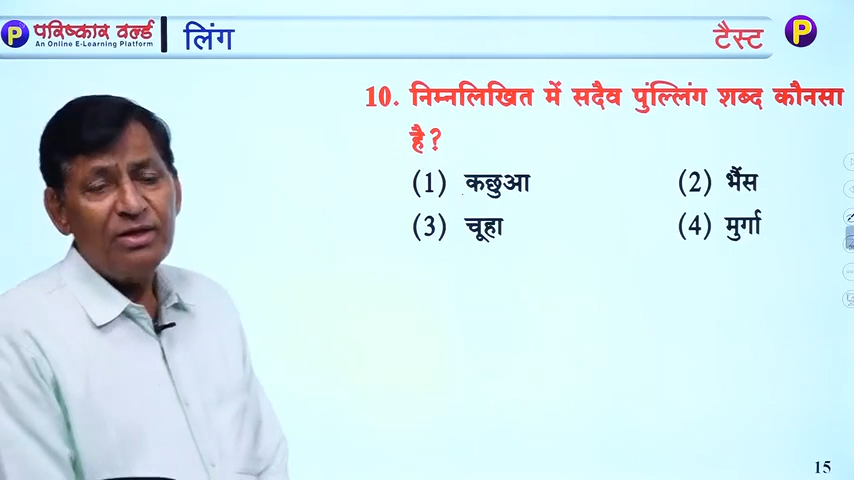 P परिष्कार वर्ल्ड
An Online E-Learning Platform
लिंग
टैस्ट
P
10. निम्नलिखित में सदैव पुंल्लिंग शब्द कौनसा
है?
(1) कछुआ (2) भैंस
(3) चूहा (4) मुर्गा
15